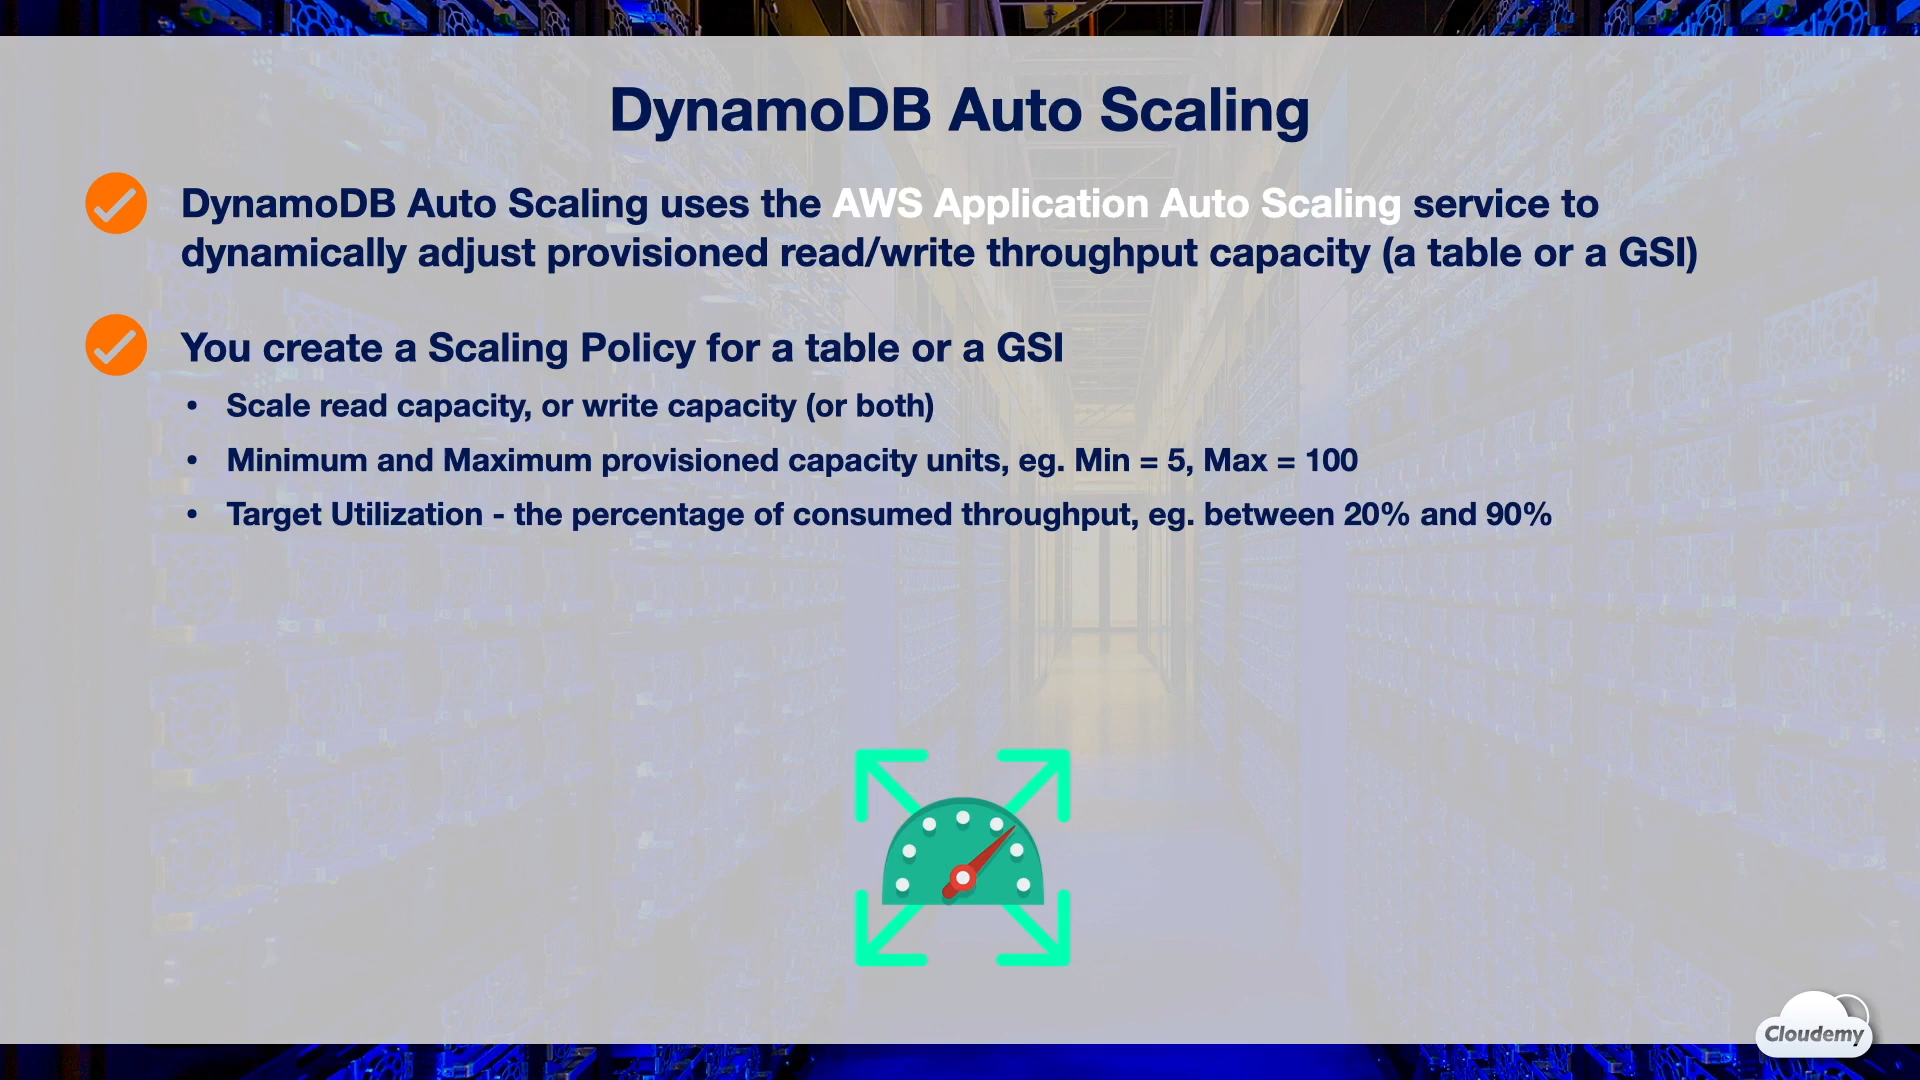 DynamoDB Auto Scaling
DynamoDB Auto Scaling uses the AWS Application Auto Scaling service to
dynamically adjust provisioned read/write throughput capacity (a table or a GSI)
You create a Scaling Policy for a table or a GSI
• Scale read capacity, or write capacity (or both)
• Minimum and Maximum provisioned capacity units, eg. Min = 5, Max = 100
• Target Utilization - the percentage of consumed throughput, eg. between 20% and 90%
Cloudemy